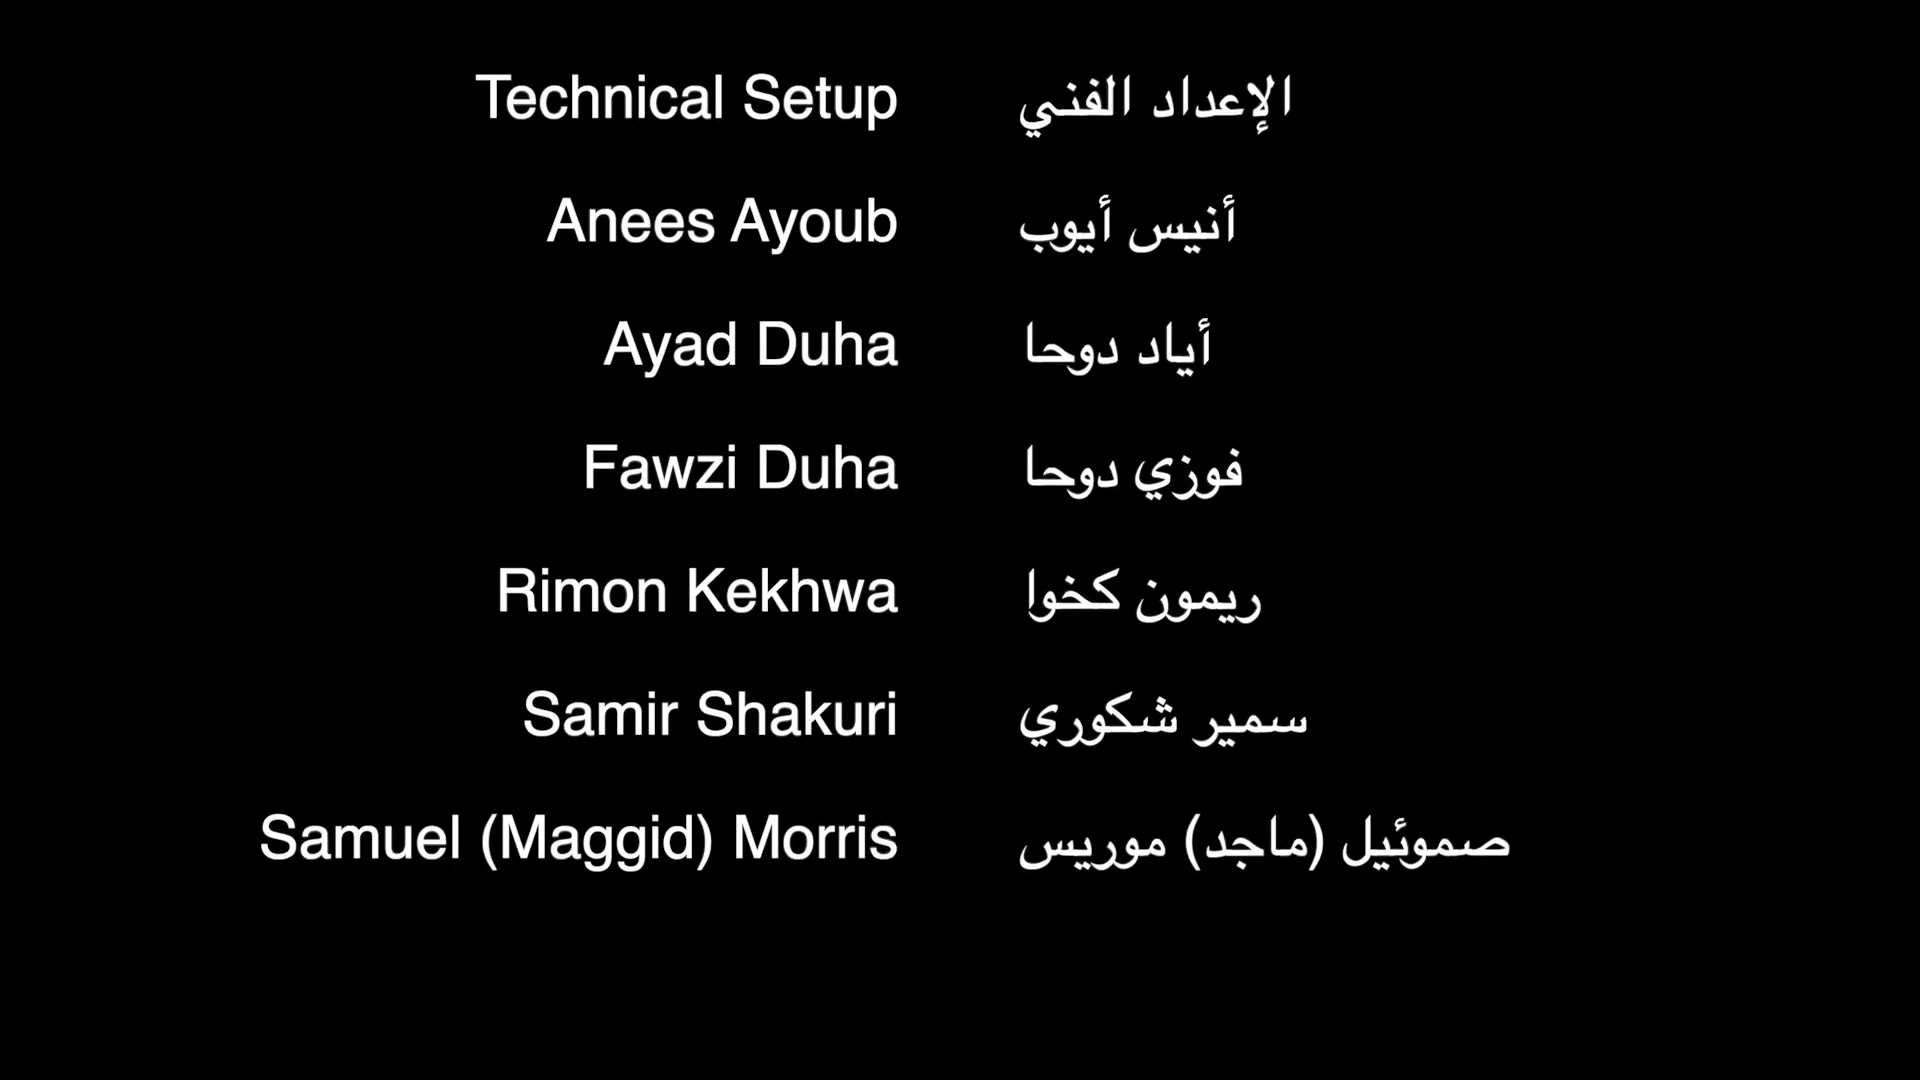 Technical Setup الإعداد الفني
Anees Ayoub أنيس أيوب
Ayad Duha أياد دوحا
Fawzi Duha فوزي دوحا
Rimon Kekhwa ريمون كخوا
Samir Shakuri سمير شكوري
Samuel (Maggid) Morris صموئيل (ماجد) موريس